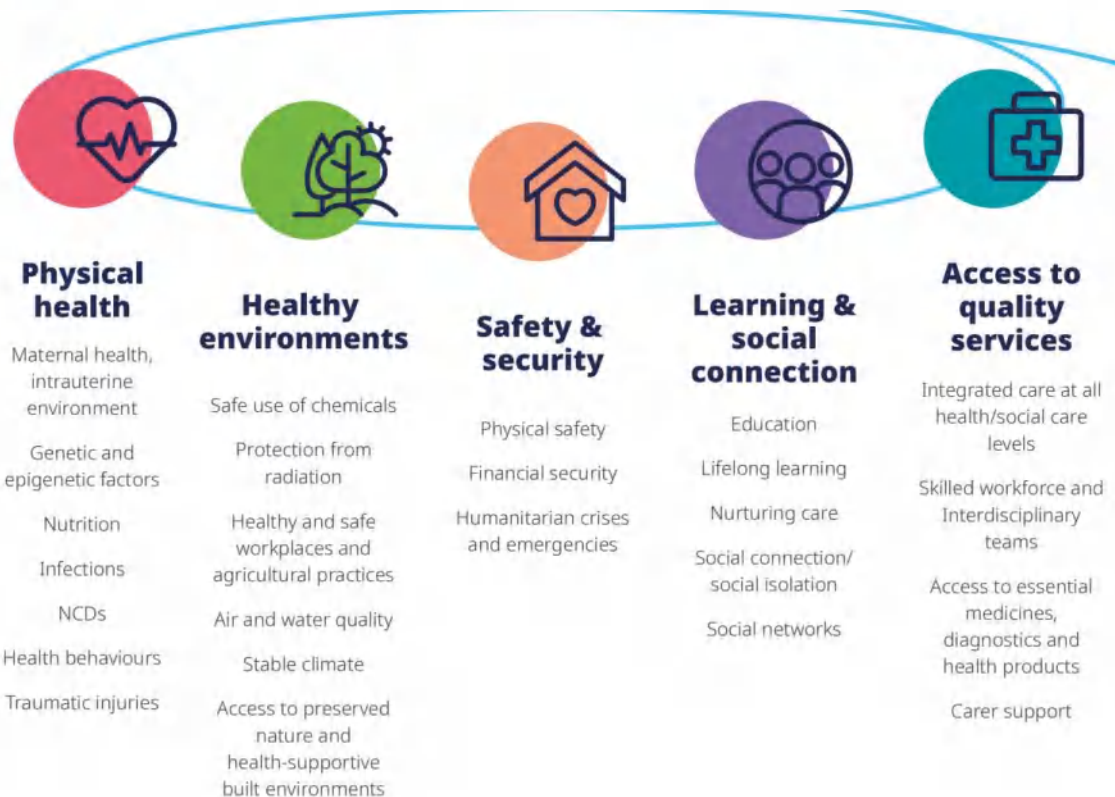 Physical
health
Maternal health,
intrauterine
environment
Genetic and
epigenetic factors
Nutrition
Infections
NCDs
Health behaviours
Traumatic injuries
Healthy
environments
Safe use of chemicals
Protection from
radiation
Healthy and safe
workplaces and
agricultural practices
Air and water quality
Stable climate
Access to preserved
nature and
health-supportive
built environments
Safety &
security
Physical safety
Financial security
Humanitarian crises
and emergencies
Learning &
social
connection
Education
Lifelong learning
Nurturing care
Social connection/
social isolation
Social networks
Access to
quality
services
Integrated care at all
health/social care
levels
Skilled workforce and
Interdisciplinary
teams
Access to essential
medicines,
diagnostics and
health products
Carer support